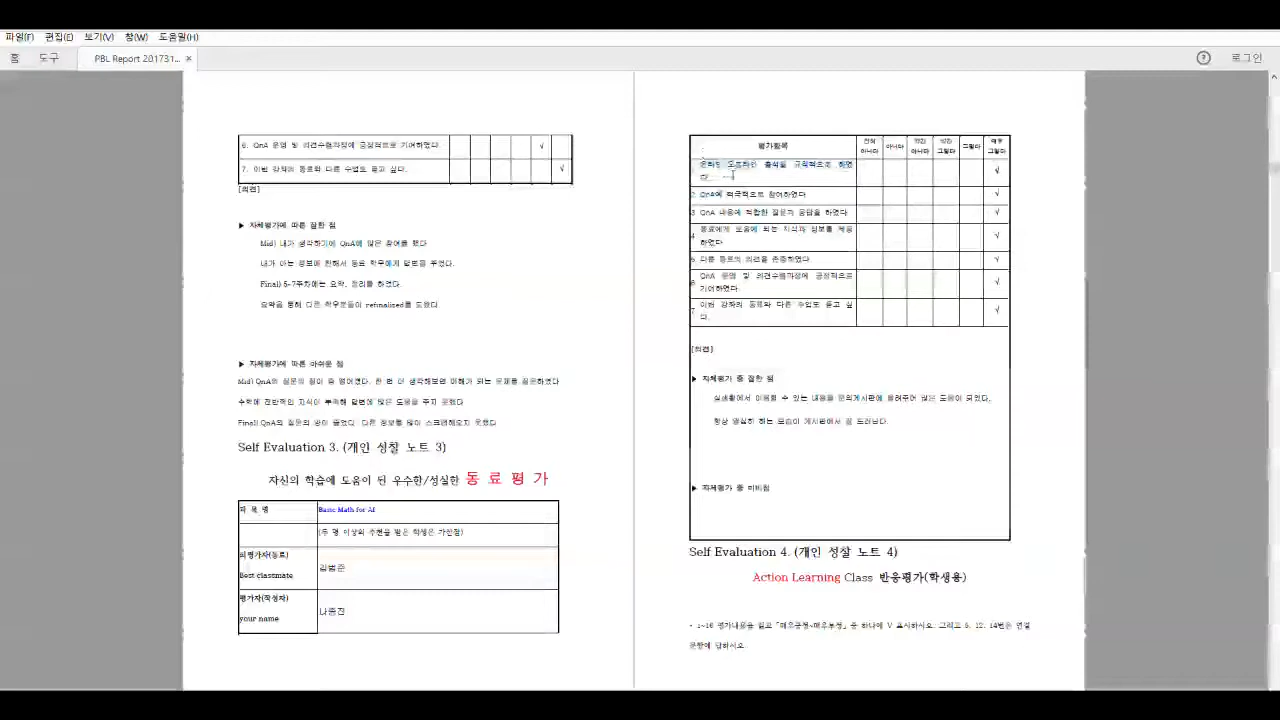 파일(F) 편집(E) 보기(V) 창(W) 도움말(H)
홈 도구 PBL Report 201731... × 로그인
6. QnA 운영 및 의견수렴과정에 긍정적으로 기여하였다. √
7. 이번 강좌의 동료와 다른 수업도 듣고 싶다. √
[의견]
▶ 자체평가에 따른 잘한 점
Mid) 내가 생각하기에 QnA에 많은 참여를 했다
내가 아는 정보에 한해서 동료 학우에게 답변을 주었다.
Final) 5-7주차에는 요약, 정리를 하였다.
요약을 통해 다른 학우분들이 refinalized를 도왔다.
▶ 자체평가에 따른 아쉬운 점
Mid) QnA의 질문의 질이 좀 떨어졌다. 한 번 더 생각해보면 이해가 되는 문제를 질문하였다
수학에 전반적인 지식이 부족해 답변에 많은 도움을 주지 못했다
Final) QnA의 질문의 양이 줄었다. 다른 정보를 많이 스크랩해오지 못했다
Self Evaluation 3. (개인 성찰 노트 3)
자신의 학습에 도움이 된 우수한/성실한 동 료 평 가
과 목 명 Basic Math for AI
(두 명 이상의 추천을 받은 학생은 가산점)
피평가자(동료)
Best classmate
김범준
평가자(작성자)
your name
나종진
평가항목 전혀 아니다 아니다 약간 아니다 약간 그렇다 그렇다 매우 그렇다
1 온라인 오프라인 출석을 규칙적으로 하였다. √
2 QnA에 적극적으로 참여하였다. √
3 QnA 내용에 적합한 질문과 응답을 하였다. √
4 동료에게 도움이 되는 지식과 정보를 제공하였다. √
5 다른 동료의 의견을 존중하였다. √
6 QnA 운영 및 의견수렴과정에 긍정적으로 기여하였다. √
7 이번 강좌의 동료와 다른 수업도 듣고 싶다. √
[의견]
▶ 자체평가 중 잘한 점
실생활에서 이용할 수 있는 내용을 문의게시판에 올려주어 많은 도움이 되었다.
항상 열심히 하는 모습이 게시판에서 잘 드러난다.
▶ 자체평가 중 미비점
Self Evaluation 4. (개인 성찰 노트 4)
Action Learning Class 반응평가(학생용)
- 1~16 평가내용을 읽고 「매우긍정~매우부정」 중 하나에 V 표시하시오. 그리고 5, 12, 14번은 연결
문항에 답하시오.